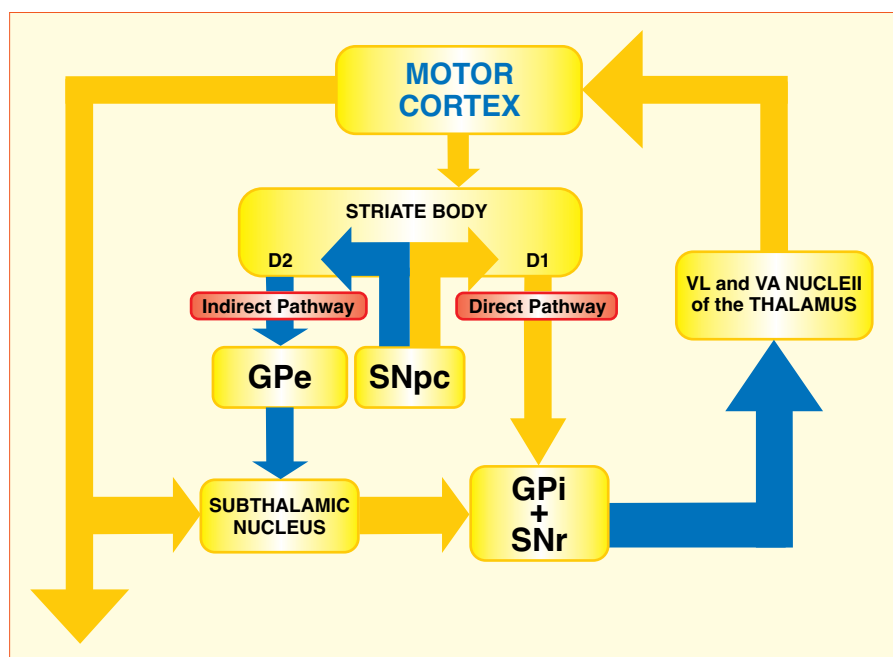 MOTOR
CORTEX
STRIATE BODY
D2
D1
Indirect Pathway
Direct Pathway
VL and VA NUCLEII
of the THALAMUS
GPe
SNpc
SUBTHALAMIC
NUCLEUS
GPi
+
SNr